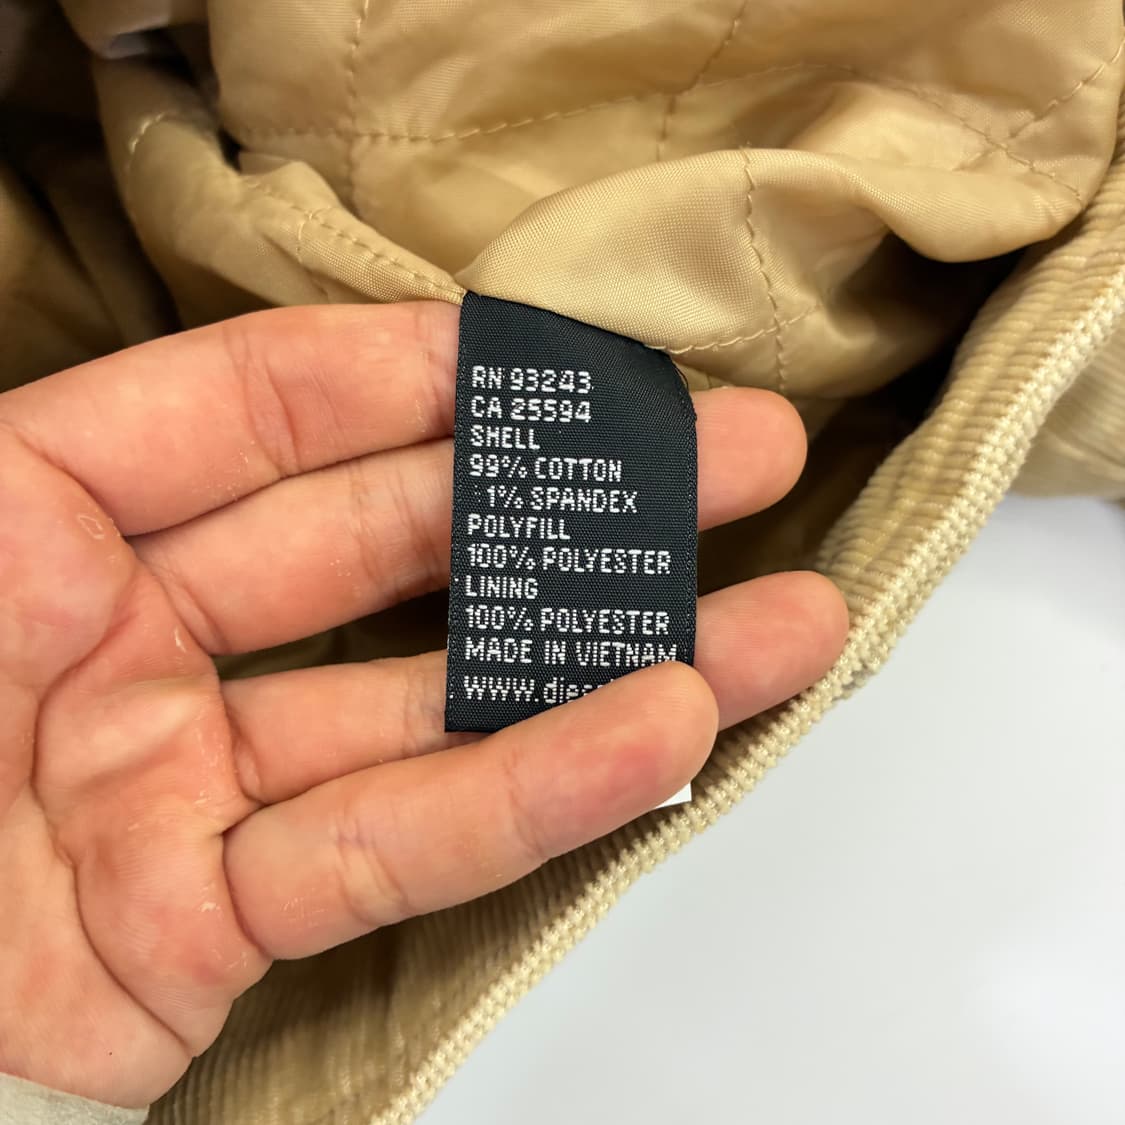 RN 93243
CA 25594
SHELL
99% COTTON
1% SPANDEX
POLYFILL
100% POLYESTER
LINING
100% POLYESTER
MADE IN VIETNAM